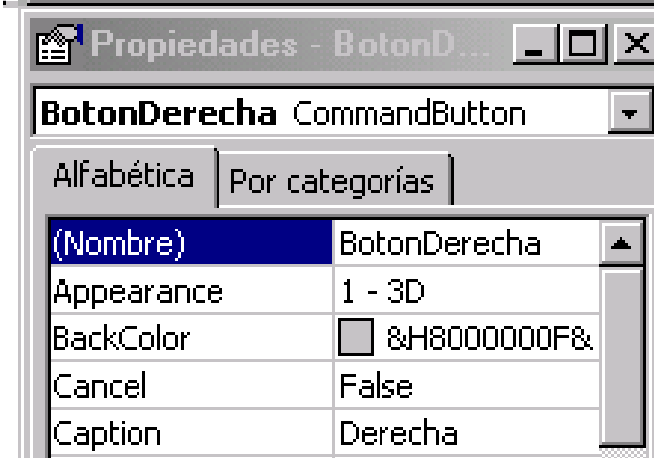 Propiedades - BotonD...
BotonDerecha CommandButton
Alfabética Por categorías
(Nombre) BotonDerecha
Appearance 1 - 3D
BackColor &H8000000F&
Cancel False
Caption Derecha